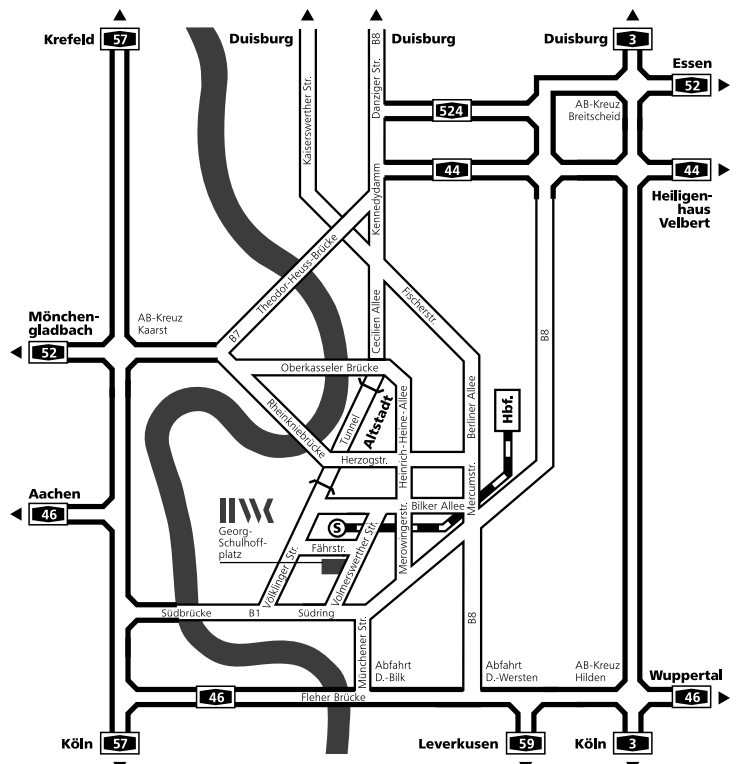 Krefeld
57
Duisburg
B8
Duisburg
Duisburg
3
Essen
52
Kaiserswerther Str.
Danziger Str.
524
AB-Kreuz
Breitscheid
44
44
Heiligen-
haus
Velbert
Kennedydamm
Theodor-Heuss-Brücke
Mönchen-
gladbach
52
AB-Kreuz
Kaarst
B7
Cecilien Allee
Fischerstr.
B8
Oberkasseler Brücke
Rheinkniebrücke
Tunnel
Altstadt
Heinrich-Heine-Allee
Berliner Allee
Hbf.
Herzogstr.
Aachen
46
HWK
Georg-
Schulhoff-
platz
S
Bilker Allee
Mercumstr.
Fährstr.
Völklinger Str.
Volmerswerther Str.
Merowingerstr.
Südbrücke
B1
Südring
Münchener Str.
B8
Abfahrt
D.-Bilk
Abfahrt
D.-Wersten
AB-Kreuz
Hilden
Wuppertal
46
46
Fleher Brücke
Köln
57
Leverkusen
59
Köln
3